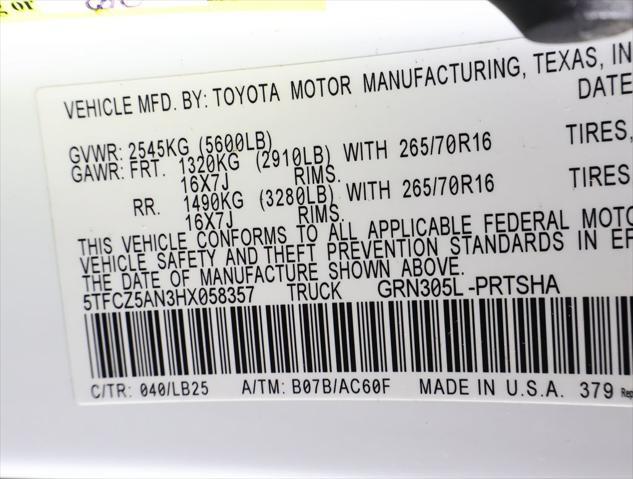 g or
VEHICLE MFD. BY: TOYOTA MOTOR MANUFACTURING, TEXAS, IN
DATE
GVWR: 2545KG (5600LB)
GAWR: FRT. 1320KG (2910LB) WITH 265/70R16 TIRES,
16X7J RIMS.
RR. 1490KG (3280LB) WITH 265/70R16 TIRES
16X7J RIMS.
THIS VEHICLE CONFORMS TO ALL APPLICABLE FEDERAL MOTO
VEHICLE SAFETY AND THEFT PREVENTION STANDARDS IN EF
THE DATE OF MANUFACTURE SHOWN ABOVE.
5TFCZ5AN3HX058357 TRUCK GRN305L-PRTSHA
C/TR: 040/LB25 A/TM: B07B/AC60F MADE IN U.S.A. 379 Rep